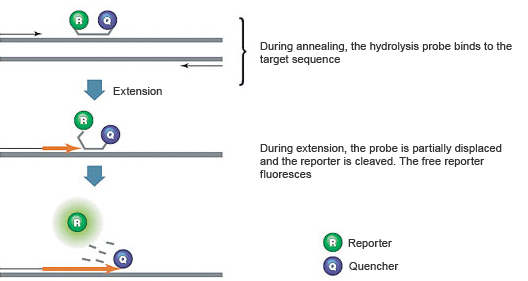 R Q
During annealing, the hydrolysis probe binds to the
target sequence
Extension
R
Q
During extension, the probe is partially displaced
and the reporter is cleaved. The free reporter
fluoresces
R
Q
R Reporter
Q Quencher